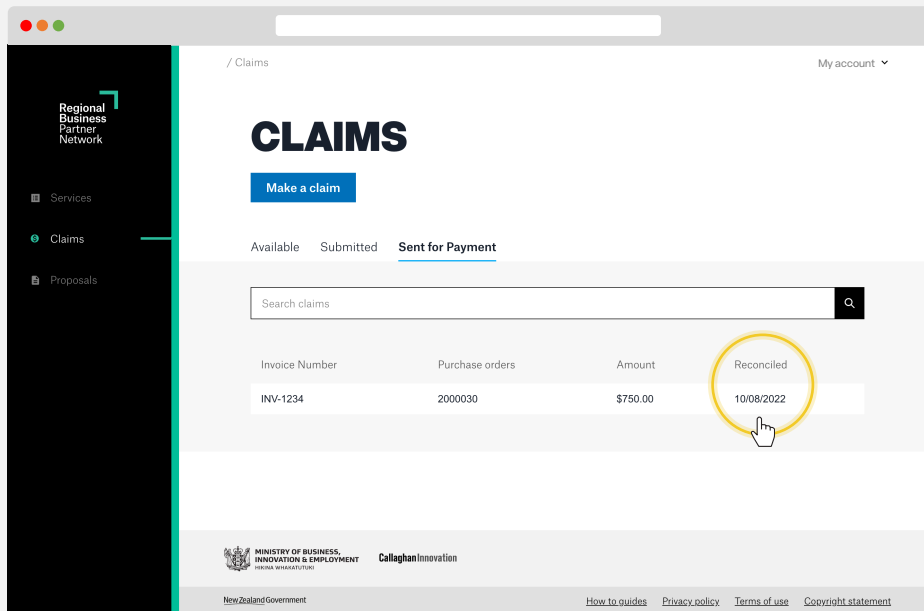 / Claims
My account
Regional
Business
Partner
Network
Services
Claims
Proposals
CLAIMS
Make a claim
Available Submitted Sent for Payment
Search claims
Invoice Number Purchase orders Amount Reconciled
INV-1234 2000030 $750.00 10/08/2022
MINISTRY OF BUSINESS,
INNOVATION & EMPLOYMENT
HĪKINA WHAKATUTUKI
Callaghan Innovation
New Zealand Government
How to guides Privacy policy Terms of use Copyright statement